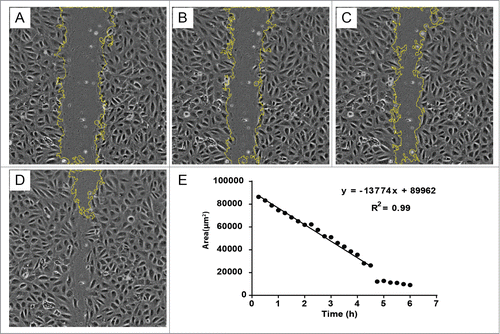 A
B
C
D
E
y = -13774x + 89962
R² = 0.99
100000
80000
60000
40000
20000
0
Area(µm²)
0 1 2 3 4 5 6 7
Time (h)